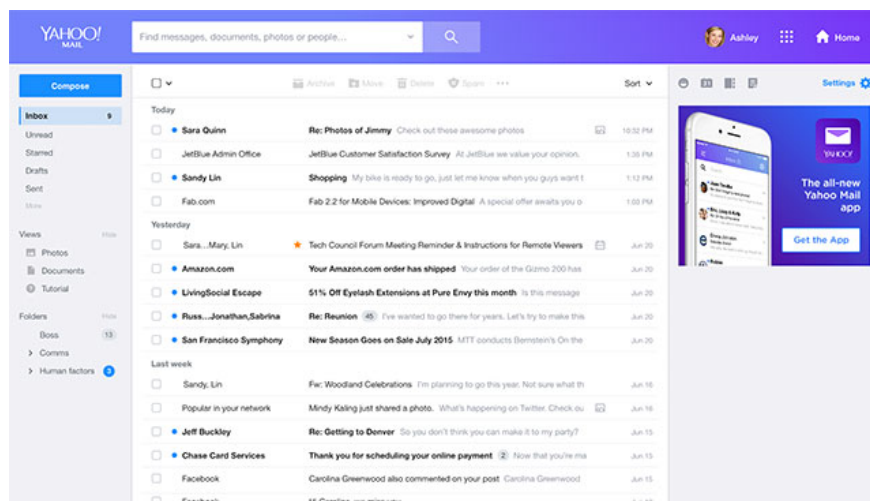 YAHOO!
MAIL
Find messages, documents, photos or people...
Ashley
Home
Compose
Archive Move Delete Spam ••• Sort
Settings
Inbox 9
Unread
Starred
Drafts
Sent
More
Views Hide
Photos
Documents
Tutorial
Folders Hide
Boss 13
Comms
Human factors 3
Today
Sara Quinn Re: Photos of Jimmy Check out these awesome photos 10:32 PM
JetBlue Admin Office JetBlue Customer Satisfaction Survey At JetBlue we value your opinion. 1:35 PM
Sandy Lin Shopping My bike is ready to go, just let me know when you guys want t 1:12 PM
Fab.com Fab 2.2 for Mobile Devices: Improved Digital A special offer awaits you o 1:00 PM
Yesterday
Sara...Mary, Lin Tech Council Forum Meeting Reminder & Instructions for Remote Viewers Jun 20
Amazon.com Your Amazon.com order has shipped Your order of the Gizmo 200 has Jun 20
LivingSocial Escape 51% Off Eyelash Extensions at Pure Envy this month Is this message Jun 20
Russ...Jonathan,Sabrina Re: Reunion 45 I've wanted to go there for years. Let's try to make this Jun 20
San Francisco Symphony New Season Goes on Sale July 2015 MTT conducts Bernstein's On the Jun 20
Last week
Sandy, Lin Fw: Woodland Celebrations I'm planning to go this year. Not sure what th Jun 16
Popular in your network Mindy Kaling just shared a photo. What's happening on Twitter. Check ou Jun 16
Jeff Buckley Re: Getting to Denver So you don't think you can make it to my party? Jun 15
Chase Card Services Thank you for scheduling your online payment 2 Now that you're ma Jun 15
Facebook Carolina Greenwood also commented on your post Carolina Greenwood Jun 15
YAHOO!
The all-new
Yahoo Mail
app
Get the App